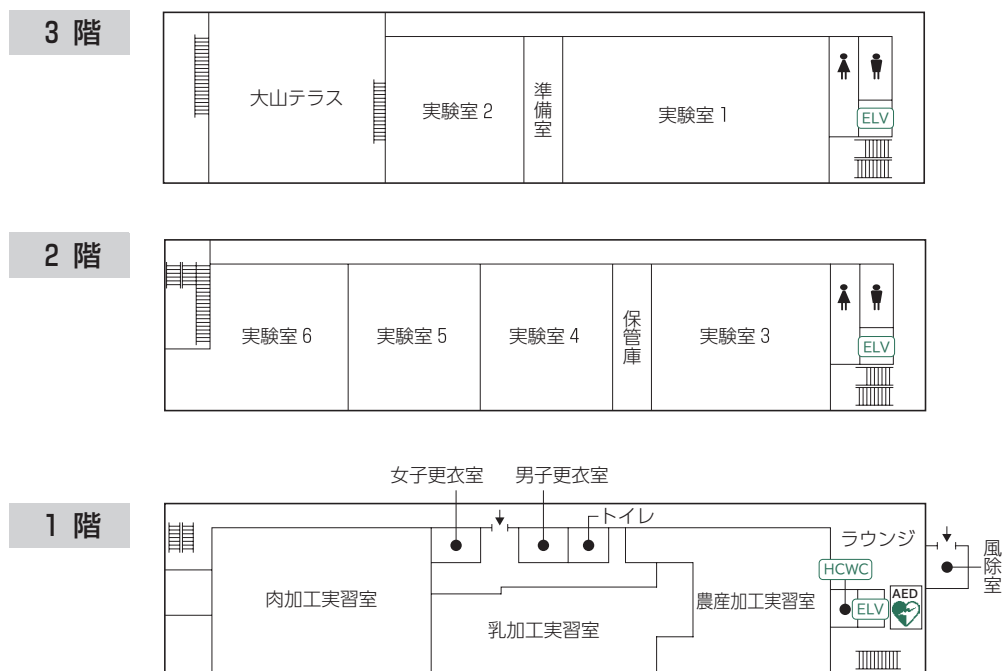 3 階
大山テラス
実験室 2
準備室
実験室 1
ELV
2 階
実験室 6
実験室 5
実験室 4
保管庫
実験室 3
ELV
女子更衣室
男子更衣室
1 階
トイレ
ラウンジ
風除室
HCWC
肉加工実習室
農産加工実習室
ELV
AED
乳加工実習室